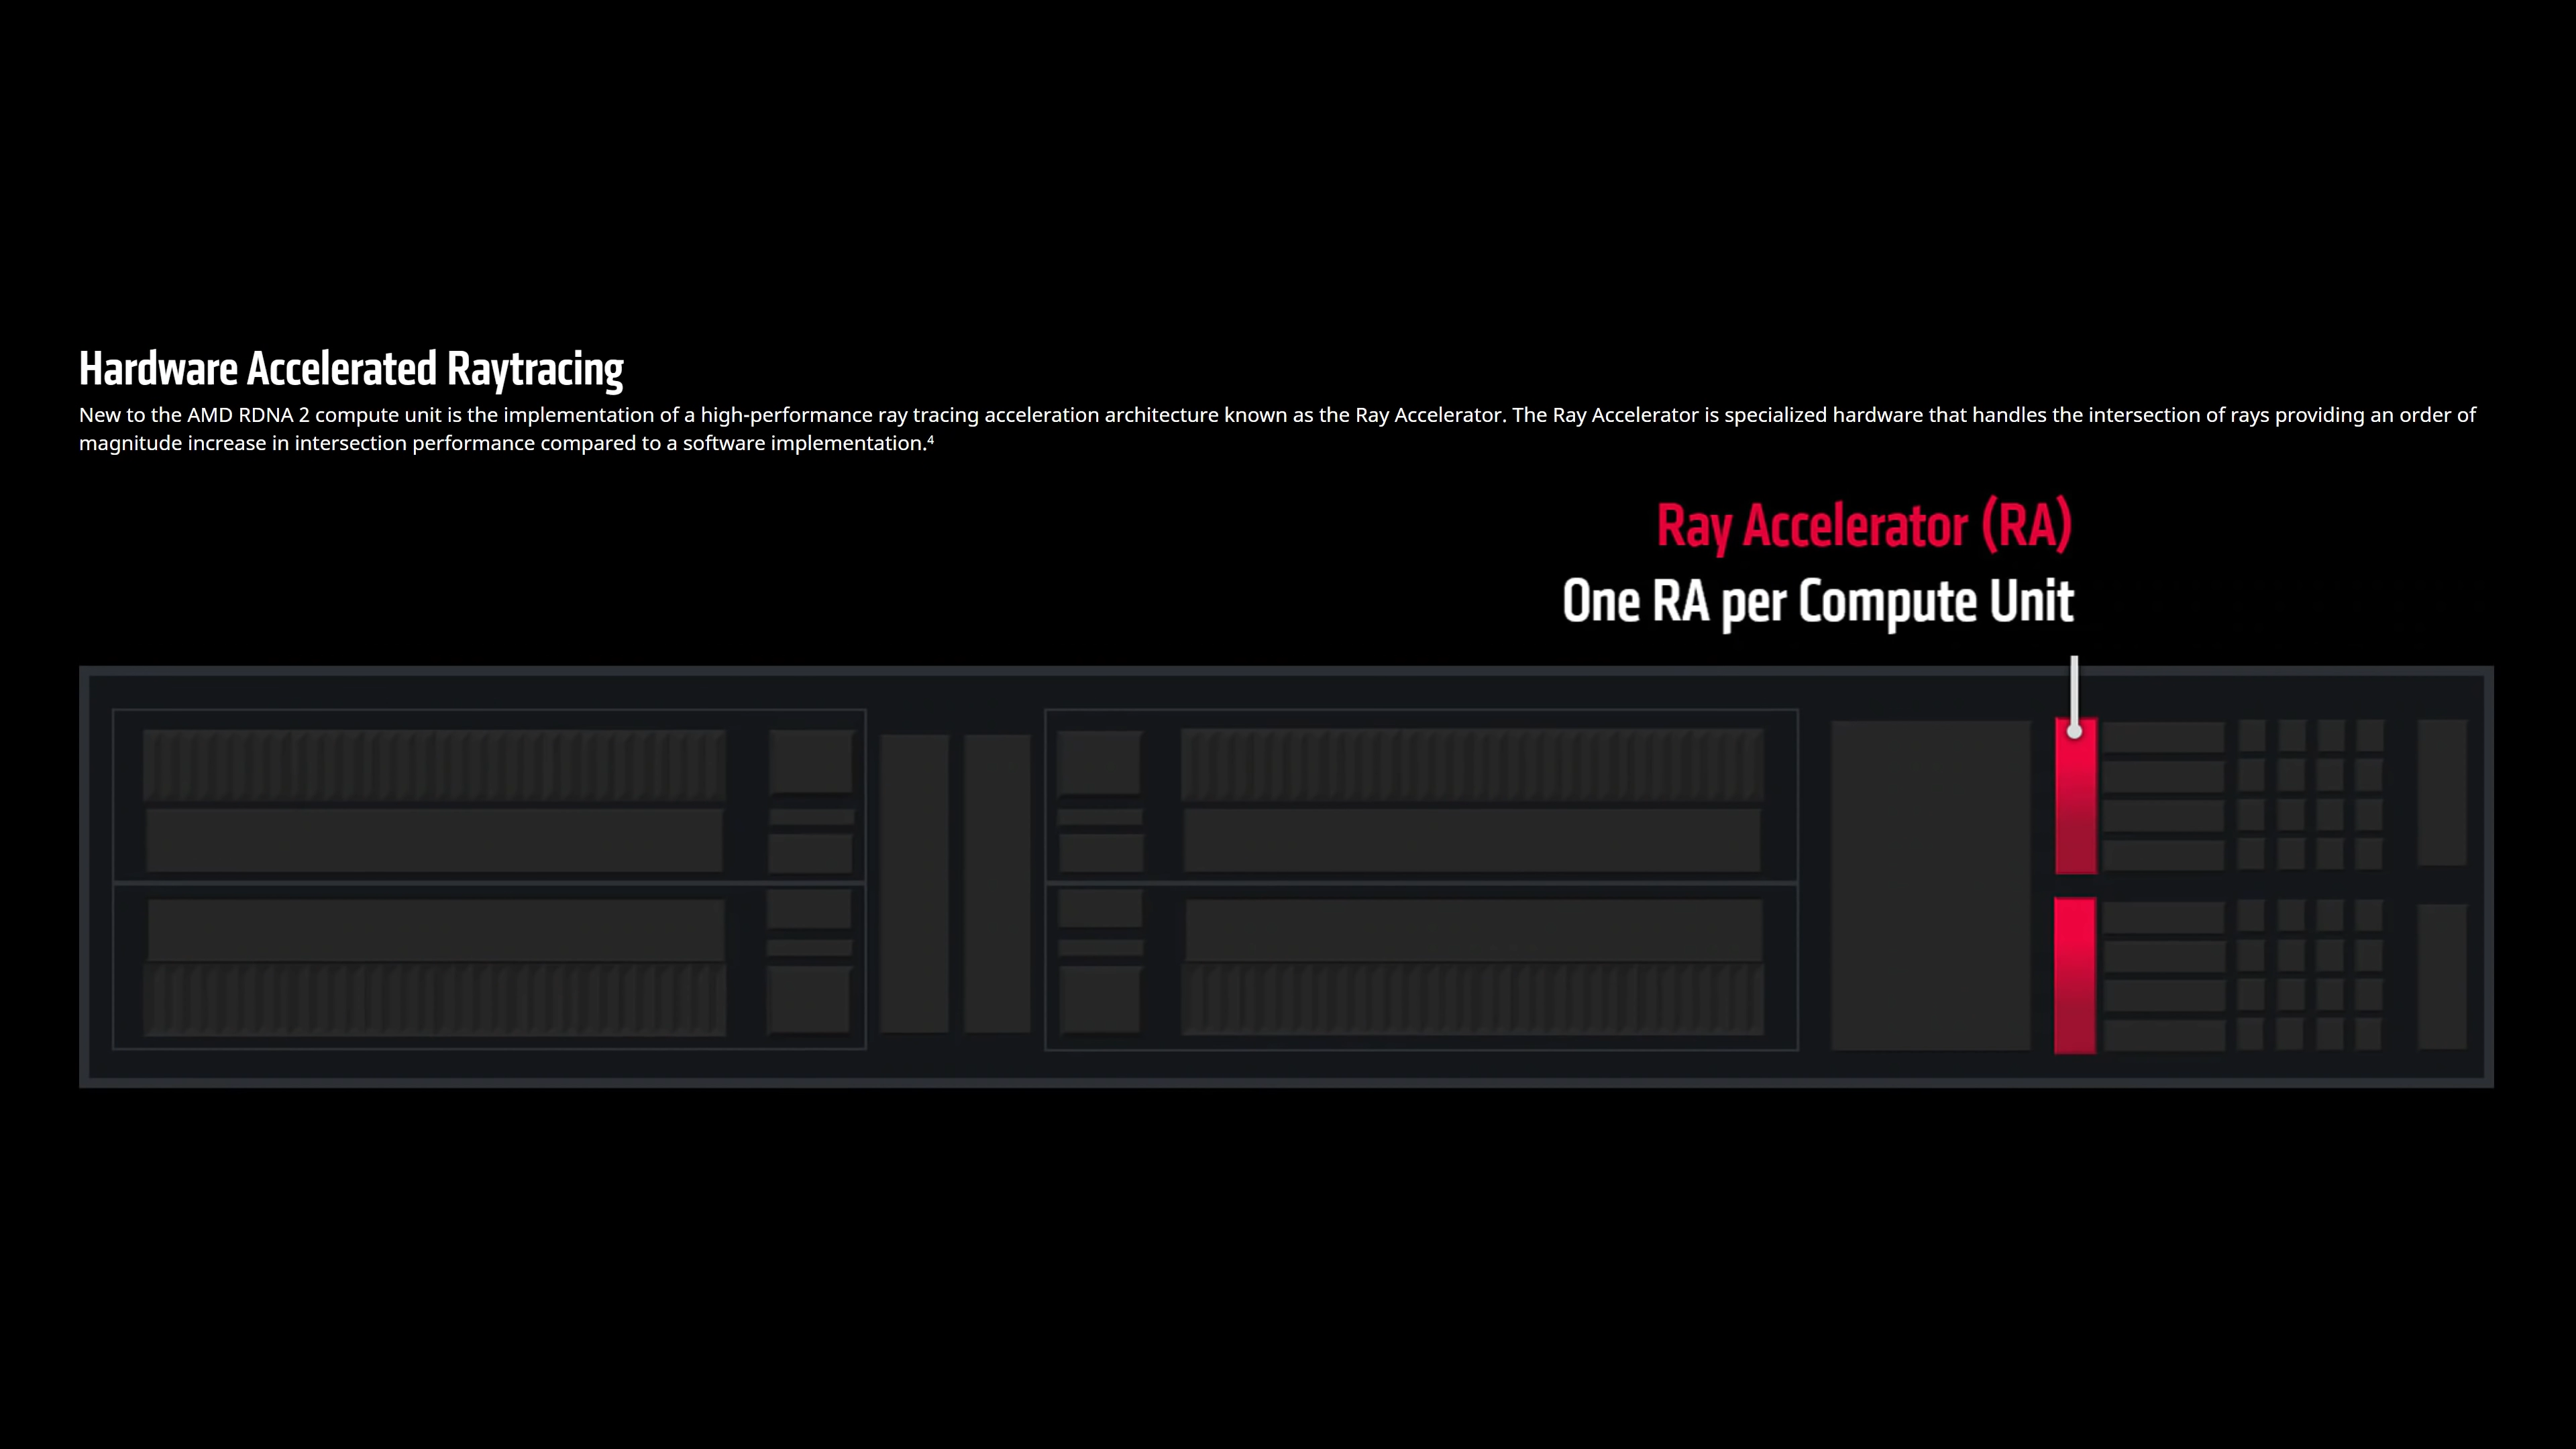 Hardware Accelerated Raytracing
New to the AMD RDNA 2 compute unit is the implementation of a high-performance ray tracing acceleration architecture known as the Ray Accelerator. The Ray Accelerator is specialized hardware that handles the intersection of rays providing an order of
magnitude increase in intersection performance compared to a software implementation.⁴
Ray Accelerator (RA)
One RA per Compute Unit